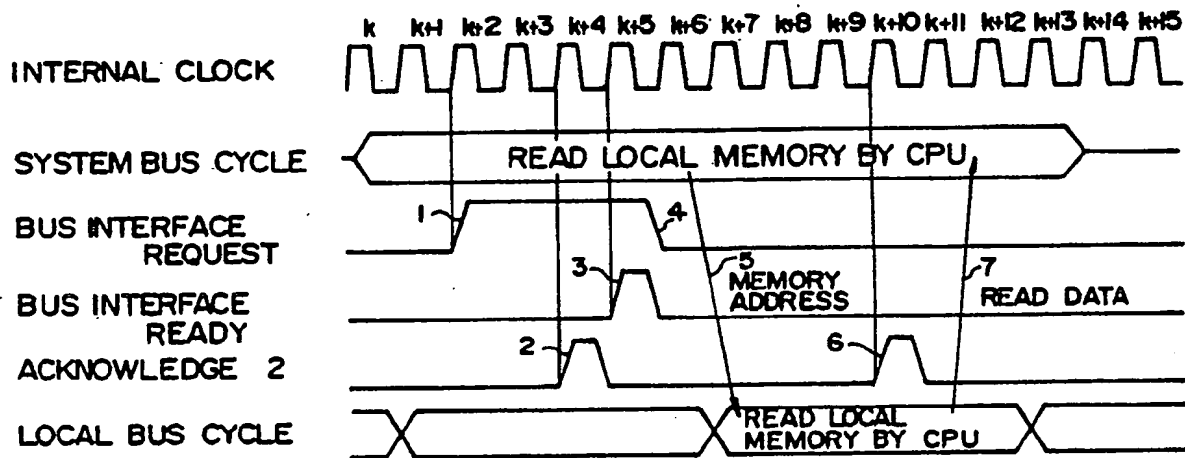 k k+1 k+2 k+3 k+4 k+5 k+6 k+7 k+8 k+9 k+10 k+11 k+12 k+13 k+14 k+15
INTERNAL CLOCK
SYSTEM BUS CYCLE
READ LOCAL MEMORY BY CPU
BUS INTERFACE
REQUEST
1
4
BUS INTERFACE
READY
3
5
MEMORY
ADDRESS
7
READ DATA
ACKNOWLEDGE 2
2
6
LOCAL BUS CYCLE
READ LOCAL
MEMORY BY CPU